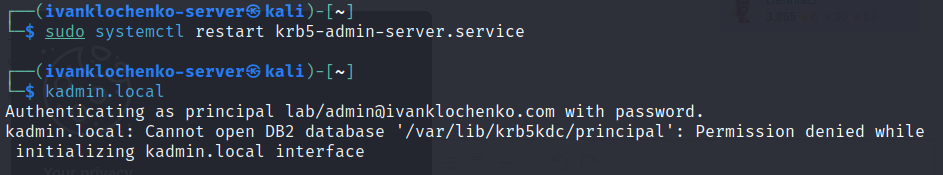 ┌──(ivanklochenko-server㉿kali)-[~]
└─$ sudo systemctl restart krb5-admin-server.service
┌──(ivanklochenko-server㉿kali)-[~]
└─$ kadmin.local
Authenticating as principal lab/admin@ivanklochenko.com with password.
kadmin.local: Cannot open DB2 database '/var/lib/krb5kdc/principal': Permission denied while
initializing kadmin.local interface